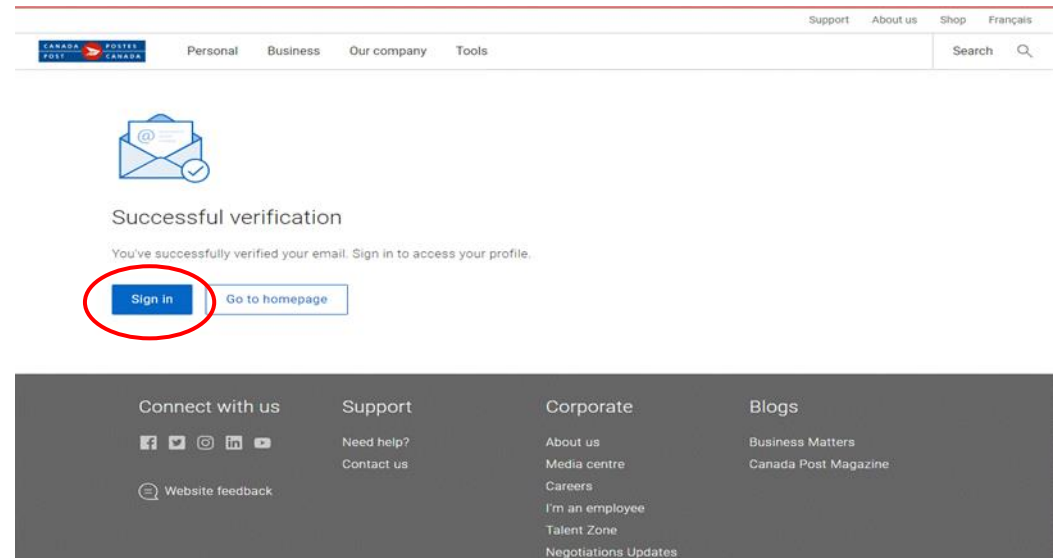 Support About us Shop Français
CANADA POST POSTES CANADA
Personal Business Our company Tools Search
@
Successful verification
You've successfully verified your email. Sign in to access your profile.
Sign in Go to homepage
Connect with us Support Corporate Blogs
Need help? About us Business Matters
Contact us Media centre Canada Post Magazine
Website feedback Careers
I'm an employee
Talent Zone
Negotiations Updates